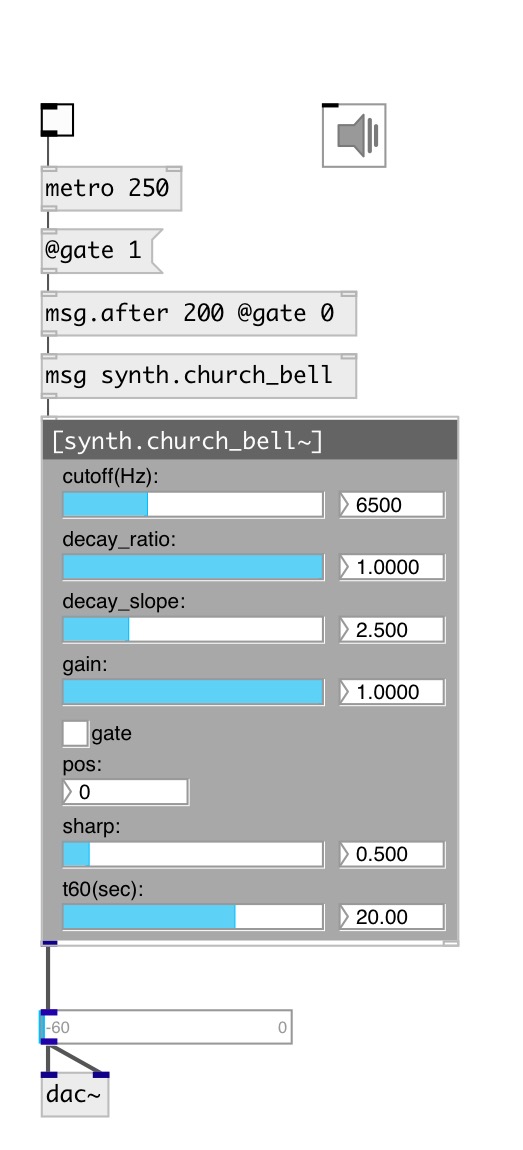 metro 250
@gate 1
msg.after 200 @gate 0
msg synth.church_bell
[synth.church_bell~]
cutoff(Hz):
6500
decay_ratio:
1.0000
decay_slope:
2.500
gain:
1.0000
gate
pos:
0
sharp:
0.500
t60(sec):
20.00
-60 0
dac~